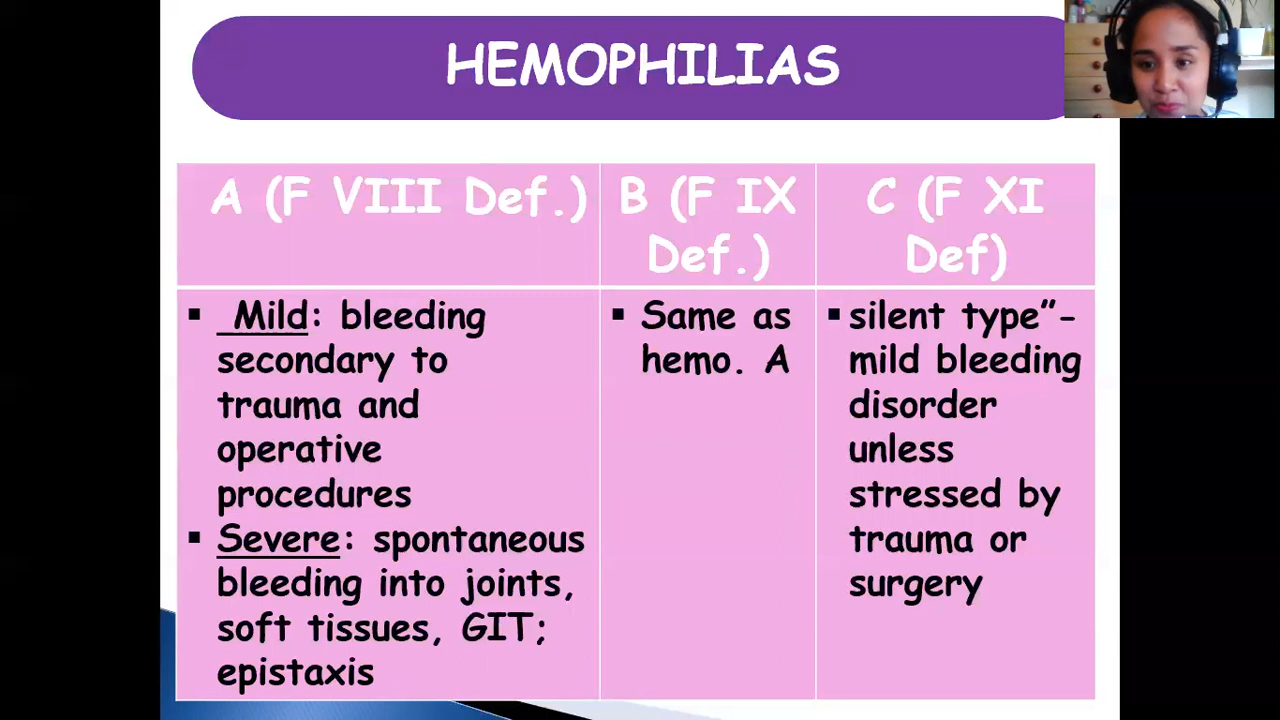 HEMOPHILIAS
A (F VIII Def.)
B (F IX
Def.)
C (F XI
Def)
▪ Mild: bleeding
secondary to
trauma and
operative
procedures
▪ Severe: spontaneous
bleeding into joints,
soft tissues, GIT;
epistaxis
▪ Same as
hemo. A
▪ silent type”–
mild bleeding
disorder
unless
stressed by
trauma or
surgery